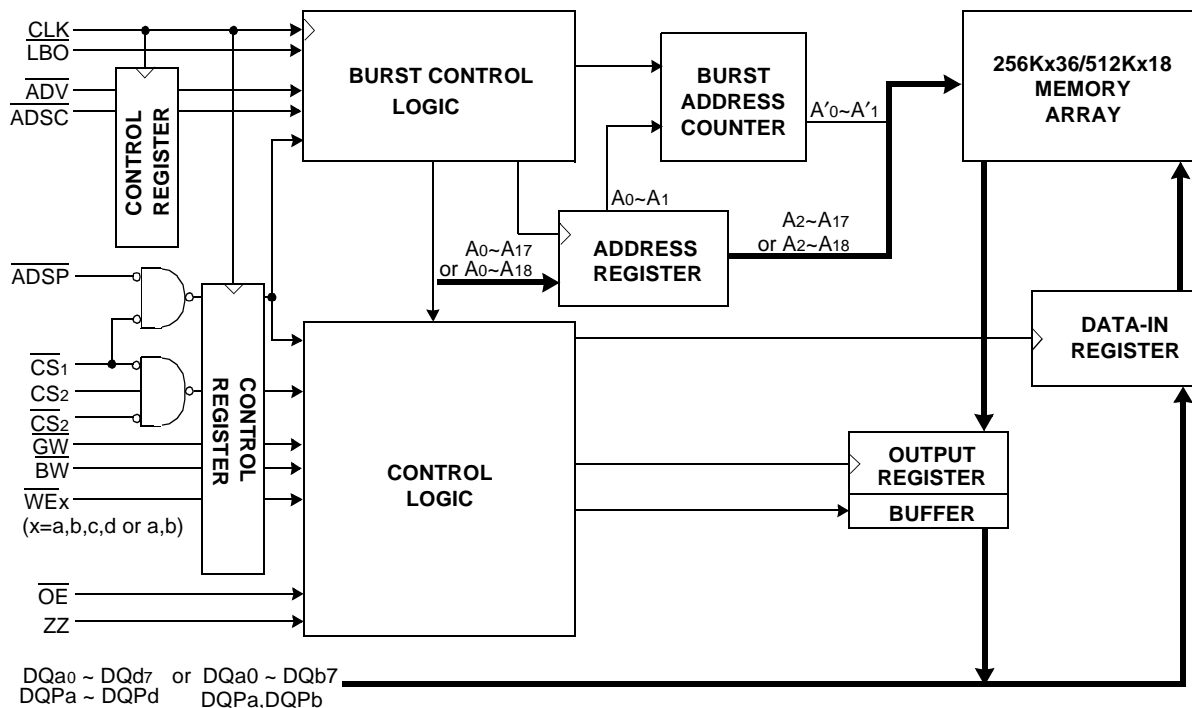 CLK
LBO
ADV
ADSC
CONTROL
REGISTER
BURST CONTROL
LOGIC
BURST
ADDRESS
COUNTER
A′0~A′1
256Kx36/512Kx18
MEMORY
ARRAY
A0~A1
A0~A17
or A0~A18
ADDRESS
REGISTER
A2~A17
or A2~A18
ADSP
CS1
CS2
CS2
GW
BW
WEx
(x=a,b,c,d or a,b)
OE
ZZ
CONTROL
REGISTER
CONTROL
LOGIC
DATA-IN
REGISTER
OUTPUT
REGISTER
BUFFER
DQa0 ~ DQd7 or DQa0 ~ DQb7
DQPa ~ DQPd DQPa,DQPb